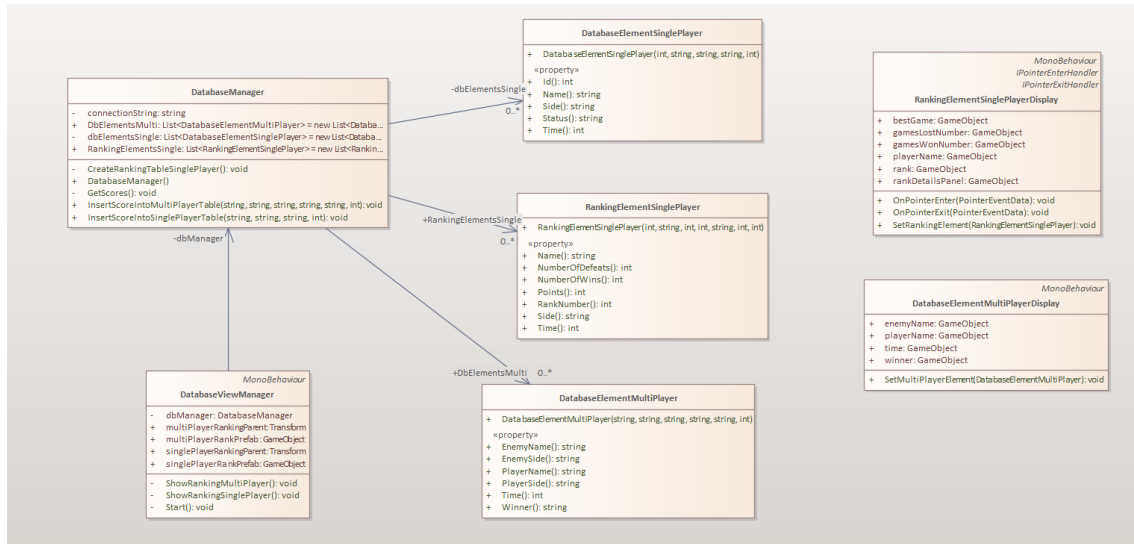 DatabaseManager
- connectionString: string
+ DbElementsMulti: List<DatabaseElementMultiPlayer> = new List<Databa...
- dbElementsSingle: List<DatabaseElementSinglePlayer> = new List<Databa...
+ RankingElementsSingle: List<RankingElementSinglePlayer> = new List<Rankin...
- CreateRankingTableSinglePlayer(): void
+ DatabaseManager()
- GetScores(): void
+ InsertScoreIntoMultiPlayerTable(string, string, string, string, string, int): void
+ InsertScoreIntoSinglePlayerTable(string, string, string, int): void
-dbManager
-dbElementsSingle
0..*
+RankingElementsSingle
0..*
+DbElementsMulti 0..*
MonoBehaviour
DatabaseViewManager
- dbManager: DatabaseManager
+ multiPlayerRankingParent: Transform
+ multiPlayerRankPrefab: GameObject
+ singlePlayerRankingParent: Transform
+ singlePlayerRankPrefab: GameObject
- ShowRankingMultiPlayer(): void
- ShowRankingSinglePlayer(): void
- Start(): void
DatabaseElementSinglePlayer
+ DatabaseElementSinglePlayer(int, string, string, string, int)
«property»
+ Id(): int
+ Name(): string
+ Side(): string
+ Status(): string
+ Time(): int
RankingElementSinglePlayer
+ RankingElementSinglePlayer(int, string, int, int, string, int, int)
«property»
+ Name(): string
+ NumberOfDefeats(): int
+ NumberOfWins(): int
+ Points(): int
+ RankNumber(): int
+ Side(): string
+ Time(): int
DatabaseElementMultiPlayer
+ DatabaseElementMultiPlayer(string, string, string, string, string, int)
«property»
+ EnemyName(): string
+ EnemySide(): string
+ PlayerName(): string
+ PlayerSide(): string
+ Time(): int
+ Winner(): string
MonoBehaviour
IPointerEnterHandler
IPointerExitHandler
RankingElementSinglePlayerDisplay
+ bestGame: GameObject
+ gamesLostNumber: GameObject
+ gamesWonNumber: GameObject
+ playerName: GameObject
+ rank: GameObject
+ rankDetailsPanel: GameObject
+ OnPointerEnter(PointerEventData): void
+ OnPointerExit(PointerEventData): void
+ SetRankingElement(RankingElementSinglePlayer): void
MonoBehaviour
DatabaseElementMultiPlayerDisplay
+ enemyName: GameObject
+ playerName: GameObject
+ time: GameObject
+ winner: GameObject
+ SetMultiPlayerElement(DatabaseElementMultiPlayer): void